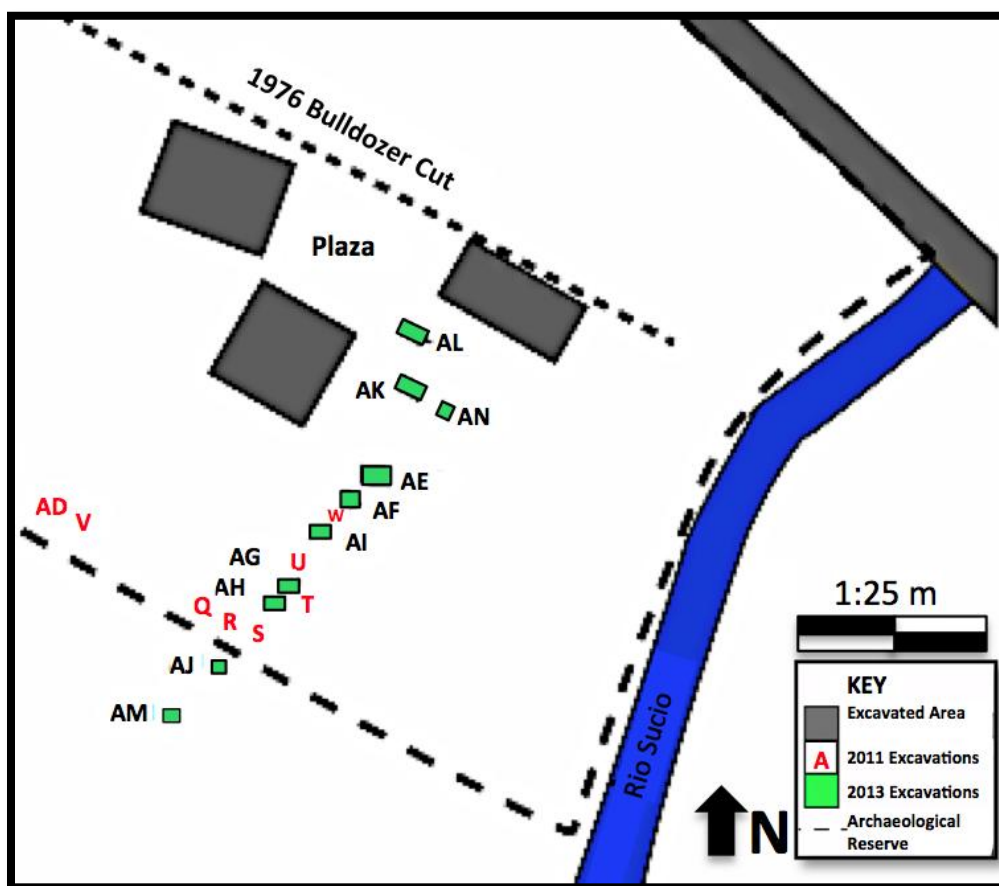 1976 Bulldozer Cut
Plaza
AL
AK
AN
AE
AF
W
AI
AD
V
AG
U
AH
T
Q
R
S
AJ
AM
Rio Sucio
1:25 m
N
KEY
Excavated Area
A 2011 Excavations
2013 Excavations
Archaeological
Reserve